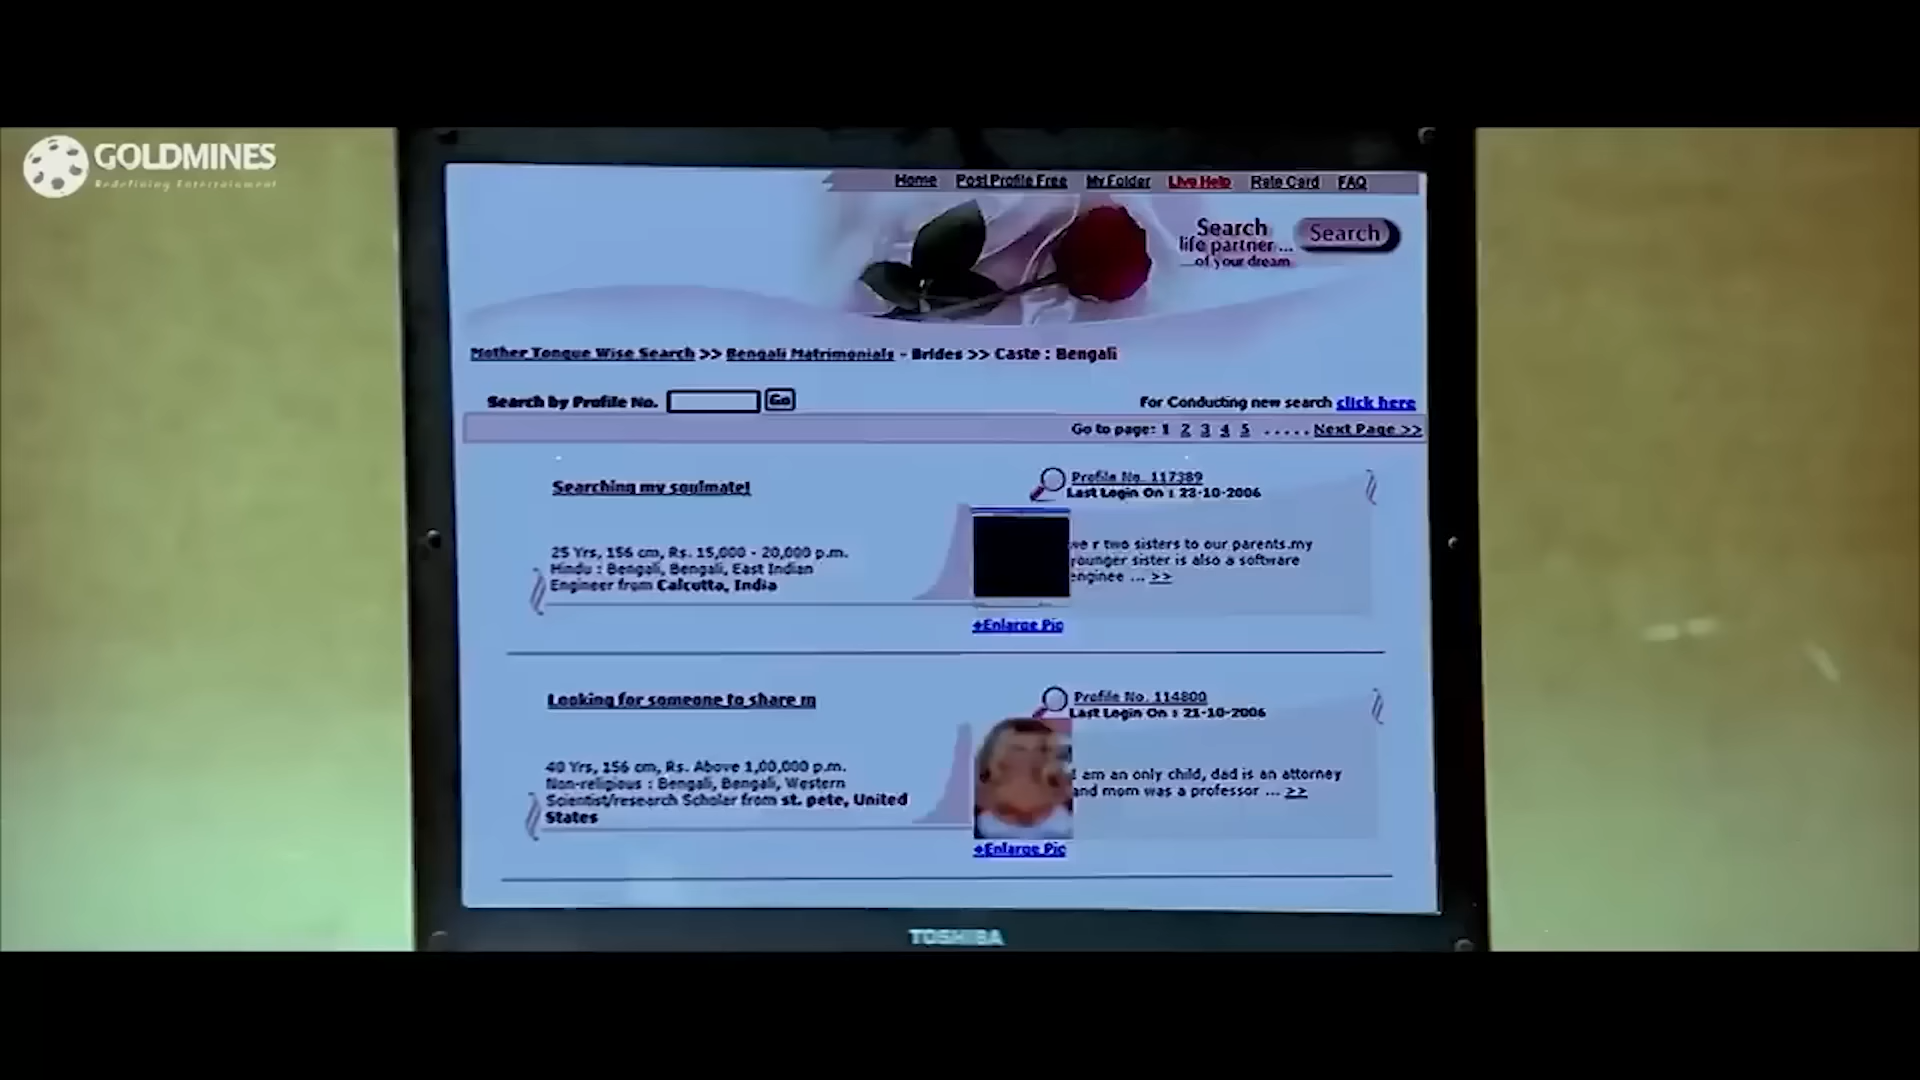 GOLDMINES
Redefining Entertainment
Home Post Profile Free My Folder Live Help Rate Card FAQ
Search
life partner ...
...of your dream
Search
Mother Tongue Wise Search >> Bengali Matrimonials - Brides >> Caste : Bengali
Search by Profile No. Go
For Conducting new search click here
Go to page: 1 2 3 4 5 ..... Next Page >>
Searching my soulmate!
Profile No. 117389
Last Login On : 23-10-2006
25 Yrs, 156 cm, Rs. 15,000 - 20,000 p.m.
Hindu : Bengali, Bengali, East Indian
Engineer from Calcutta, India
we r two sisters to our parents.my
younger sister is also a software
enginee ... >>
+Enlarge Pic
Looking for someone to share m
Profile No. 114800
Last Login On : 21-10-2006
40 Yrs, 156 cm, Rs. Above 1,00,000 p.m.
Non-religious : Bengali, Bengali, Western
Scientist/research Scholar from st. pete, United
States
I am an only child, dad is an attorney
and mom was a professor ... >>
+Enlarge Pic
TOSHIBA